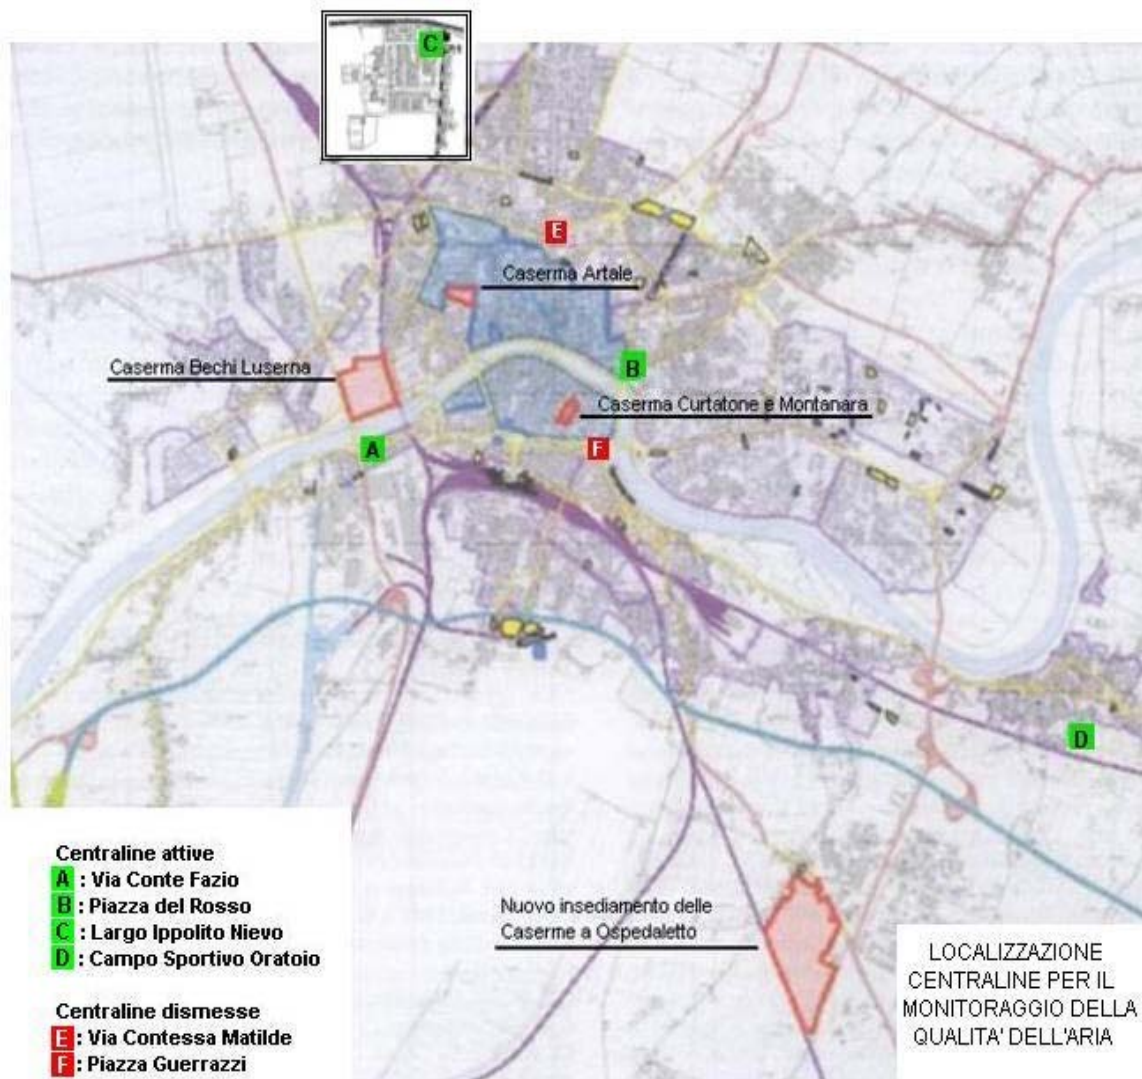 C
E
Caserma Artale
Caserma Bechi Luserna
B
Caserma Curtatone e Montanara
A
F
D
Centraline attive
A : Via Conte Fazio
B : Piazza del Rosso
C : Largo Ippolito Nievo
D : Campo Sportivo Oratoio
Centraline dismesse
E : Via Contessa Matilde
F : Piazza Guerrazzi
Nuovo insediamento delle
Caserme a Ospedaletto
LOCALIZZAZIONE
CENTRALINE PER IL
MONITORAGGIO DELLA
QUALITA' DELL'ARIA